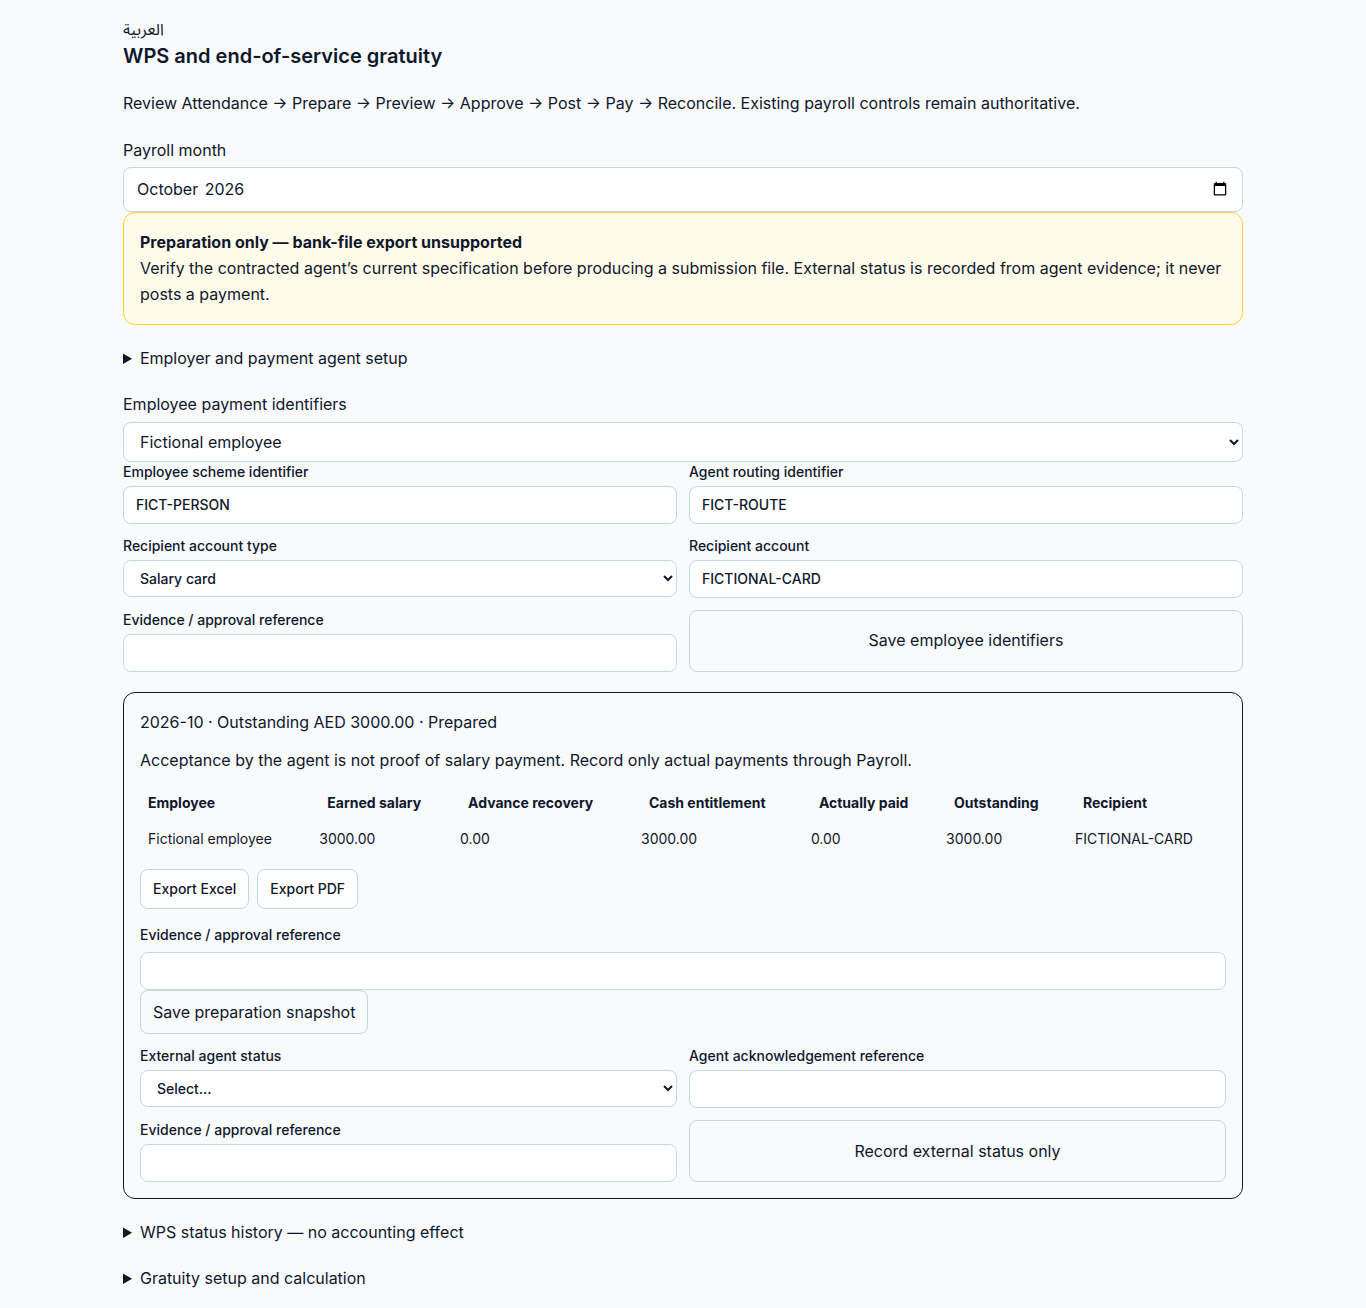 العربية
WPS and end-of-service gratuity
Review Attendance → Prepare → Preview → Approve → Post → Pay → Reconcile. Existing payroll controls remain authoritative.
Payroll month
October 2026
Preparation only — bank-file export unsupported
Verify the contracted agent’s current specification before producing a submission file. External status is recorded from agent evidence; it never
posts a payment.
Employer and payment agent setup
Employee payment identifiers
Fictional employee
Employee scheme identifier Agent routing identifier
FICT-PERSON FICT-ROUTE
Recipient account type Recipient account
Salary card FICTIONAL-CARD
Evidence / approval reference
Save employee identifiers
2026-10 · Outstanding AED 3000.00 · Prepared
Acceptance by the agent is not proof of salary payment. Record only actual payments through Payroll.
Employee Earned salary Advance recovery Cash entitlement Actually paid Outstanding Recipient
Fictional employee 3000.00 0.00 3000.00 0.00 3000.00 FICTIONAL-CARD
Export Excel Export PDF
Evidence / approval reference
Save preparation snapshot
External agent status Agent acknowledgement reference
Select...
Evidence / approval reference
Record external status only
WPS status history — no accounting effect
Gratuity setup and calculation